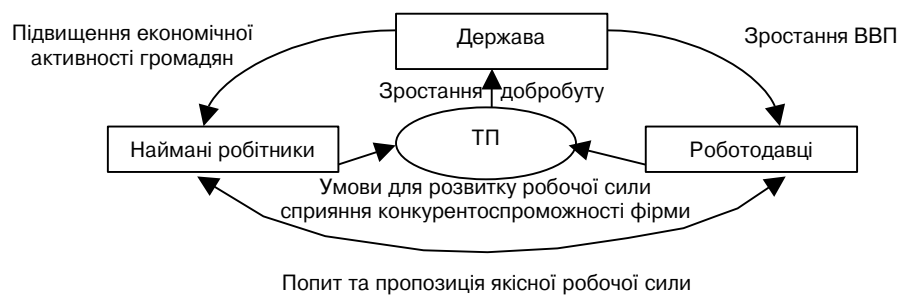 Підвищення економічної
активності громадян
Держава
Зростання ВВП
Зростання добробуту
ТП
Наймані робітники
Роботодавці
Умови для розвитку робочої сили
сприяння конкурентоспроможності фірми
Попит та пропозиція якісної робочої сили